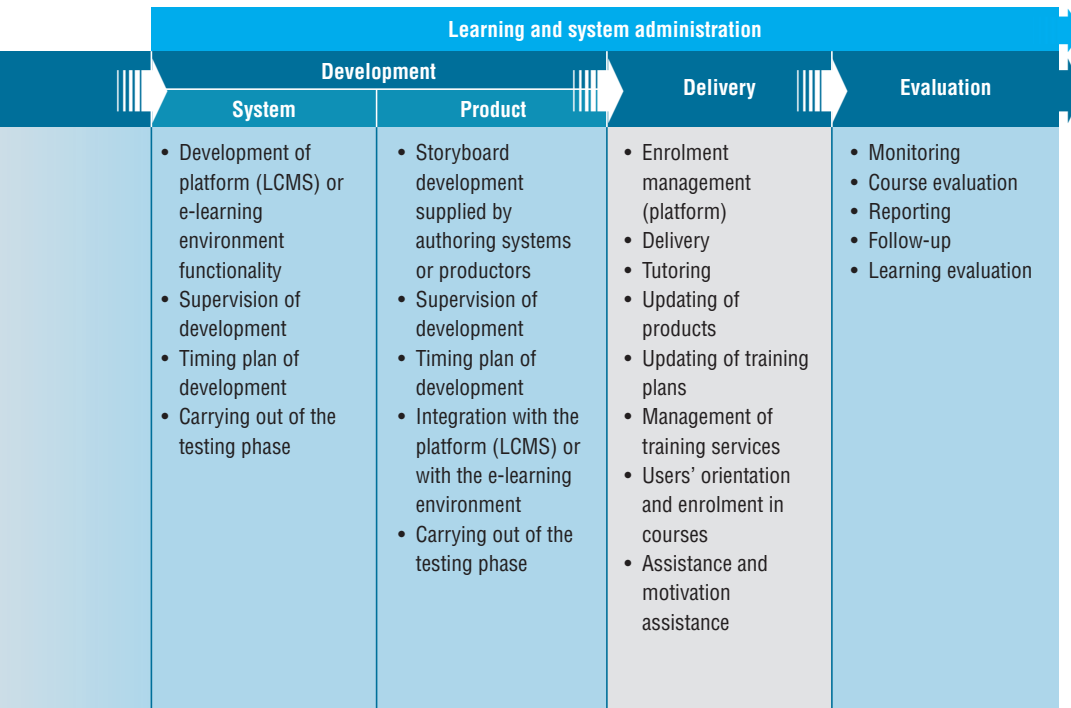 Learning and system administration
Development
System
Product
Delivery
Evaluation
• Development of
platform (LCMS) or
e-learning
environment
functionality
• Supervision of
development
• Timing plan of
development
• Carrying out of the
testing phase
• Storyboard
development
supplied by
authoring systems
or productors
• Supervision of
development
• Timing plan of
development
• Integration with the
platform (LCMS) or
with the e-learning
environment
• Carrying out of the
testing phase
• Enrolment
management
(platform)
• Delivery
• Tutoring
• Updating of
products
• Updating of training
plans
• Management of
training services
• Users’ orientation
and enrolment in
courses
• Assistance and
motivation
assistance
• Monitoring
• Course evaluation
• Reporting
• Follow-up
• Learning evaluation